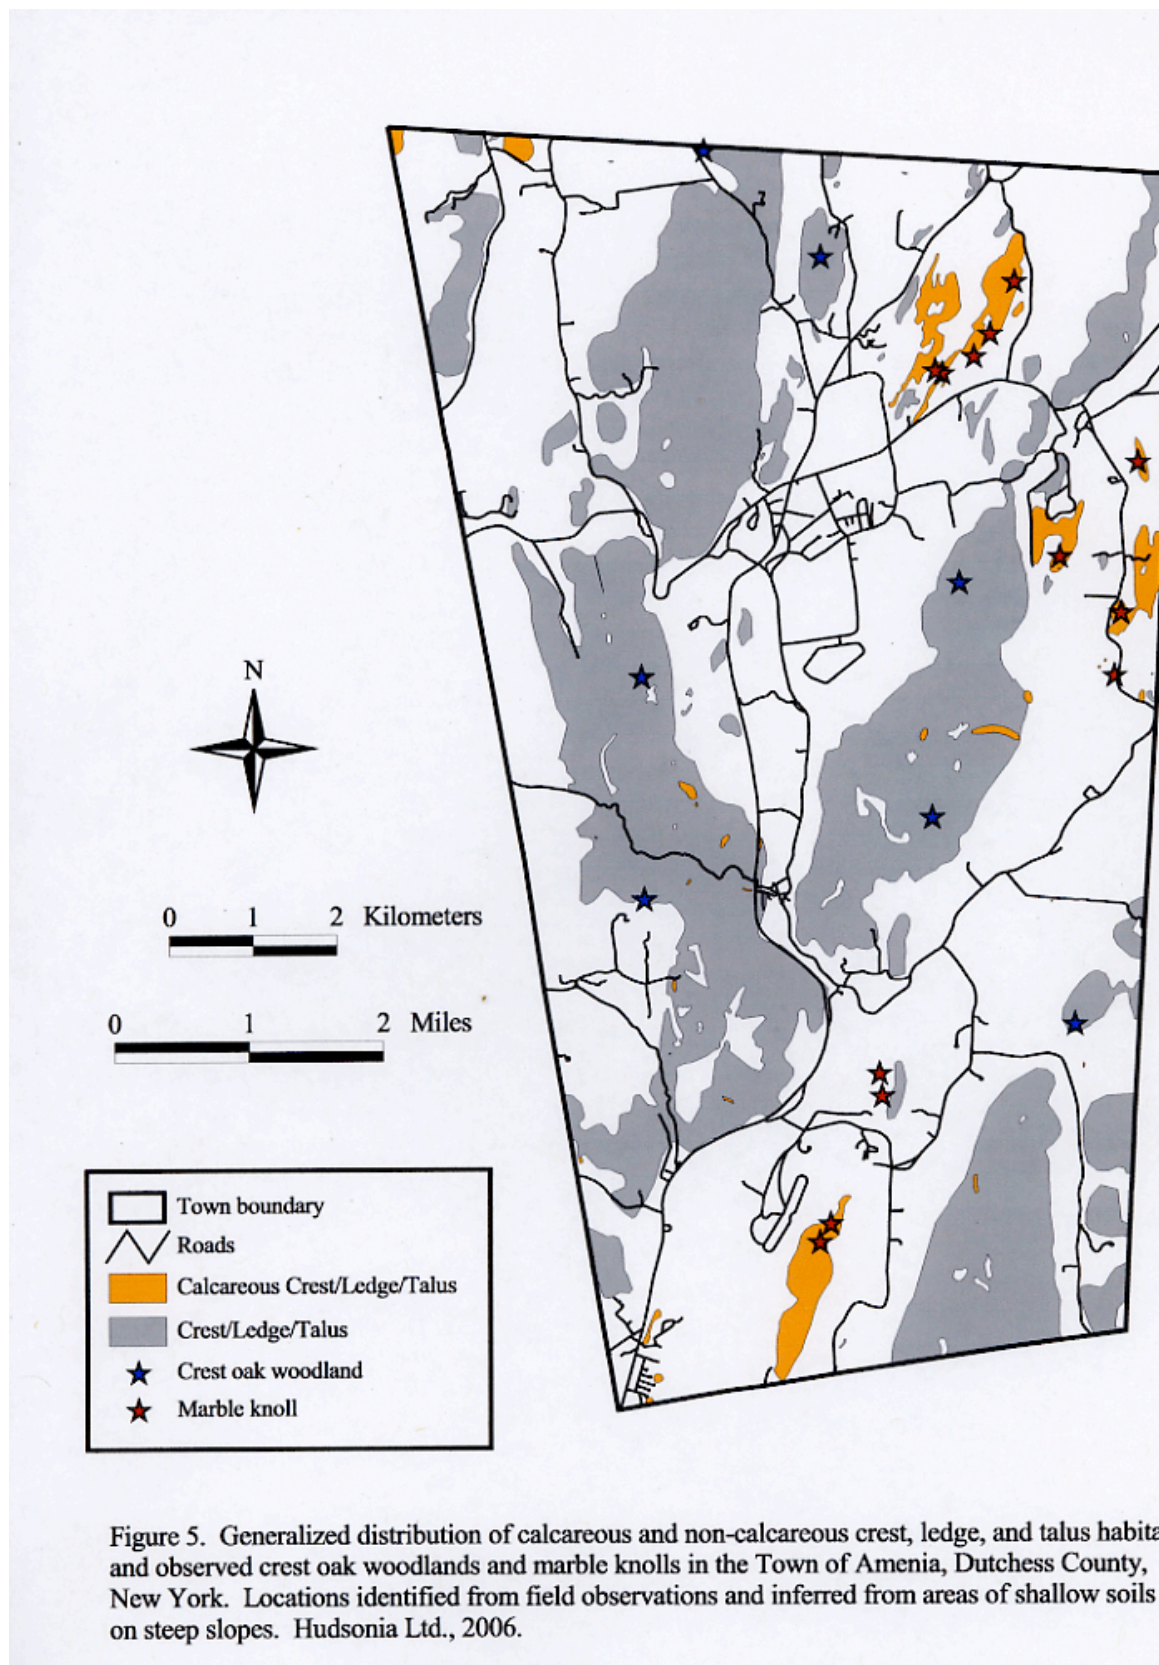 N
0 1 2 Kilometers
0 1 2 Miles
Town boundary
Roads
Calcareous Crest/Ledge/Talus
Crest/Ledge/Talus
Crest oak woodland
Marble knoll
Figure 5. Generalized distribution of calcareous and non-calcareous crest, ledge, and talus habita
and observed crest oak woodlands and marble knolls in the Town of Amenia, Dutchess County,
New York. Locations identified from field observations and inferred from areas of shallow soils
on steep slopes. Hudsonia Ltd., 2006.